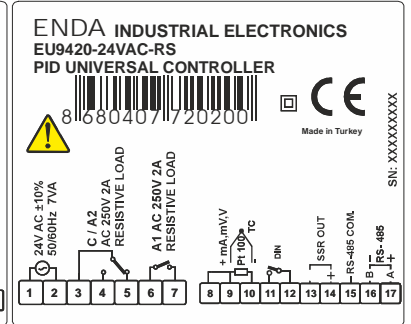 ENDA INDUSTRIAL ELECTRONICS
EU9420-24VAC-RS
PID UNIVERSAL CONTROLLER
8 680407 720200
CE
Made in Turkey
SN: XXXXXXXXX
24V AC ±10%
50/60Hz 7VA
C / A2
AC 250V 2A
RESISTIVE LOAD
A1 AC 250V 2A
RESISTIVE LOAD
+ mA,mV,V
Pt 100
TC
DIN
SSR OUT
- +
RS-485 COM.
RS-485
B - A +
1 2 3 4 5 6 7 8 9 10 11 12 13 14 15 16 17